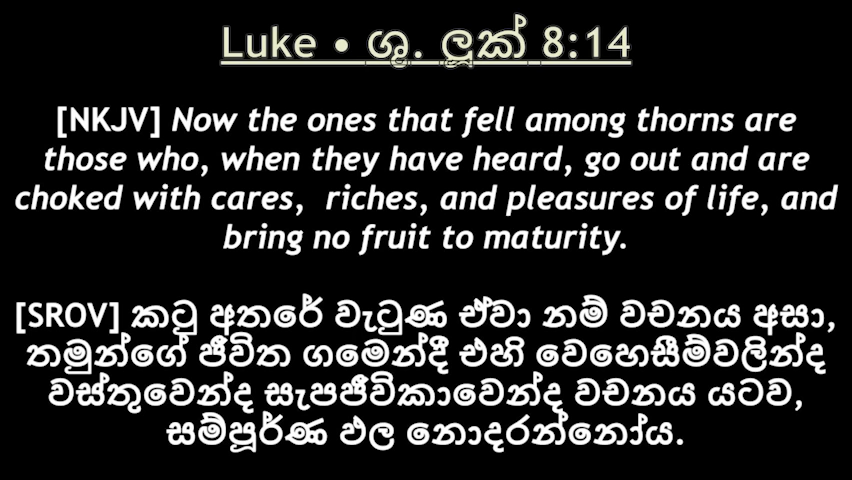 Luke • ශු. ලූක් 8:14
[NKJV] Now the ones that fell among thorns are
those who, when they have heard, go out and are
choked with cares,  riches, and pleasures of life, and
bring no fruit to maturity.
[SROV] කටු අතරේ වැටුණ ඒවා නම් වචනය අසා,
තමුන්ගේ ජීවිත ගමෙන්දී එහි වෙහෙසීම්වලින්ද
වස්තුවෙන්ද සැපජීවිකාවෙන්ද වචනය යටව,
සම්පූර්ණ ඵල නොදරන්නෝය.